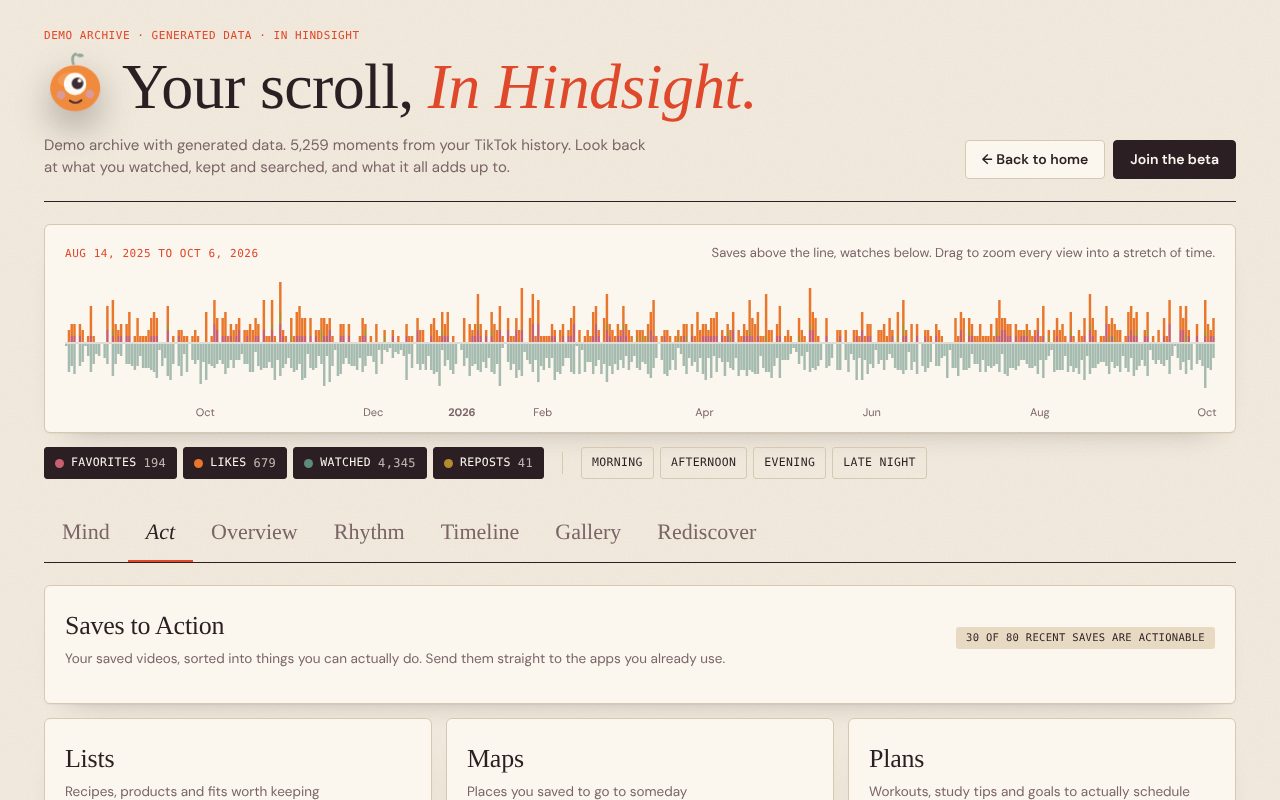 DEMO ARCHIVE · GENERATED DATA · IN HINDSIGHT
Your scroll, In Hindsight.
Demo archive with generated data. 5,259 moments from your TikTok history. Look back
at what you watched, kept and searched, and what it all adds up to.
← Back to home
Join the beta
AUG 14, 2025 TO OCT 6, 2026
Saves above the line, watches below. Drag to zoom every view into a stretch of time.
Oct Dec 2026 Feb Apr Jun Aug Oct
FAVORITES 194 LIKES 679 WATCHED 4,345 REPOSTS 41 MORNING AFTERNOON EVENING LATE NIGHT
Mind Act Overview Rhythm Timeline Gallery Rediscover
Saves to Action
30 OF 80 RECENT SAVES ARE ACTIONABLE
Your saved videos, sorted into things you can actually do. Send them straight to the apps you already use.
Lists
Recipes, products and fits worth keeping
Maps
Places you saved to go to someday
Plans
Workouts, study tips and goals to actually schedule